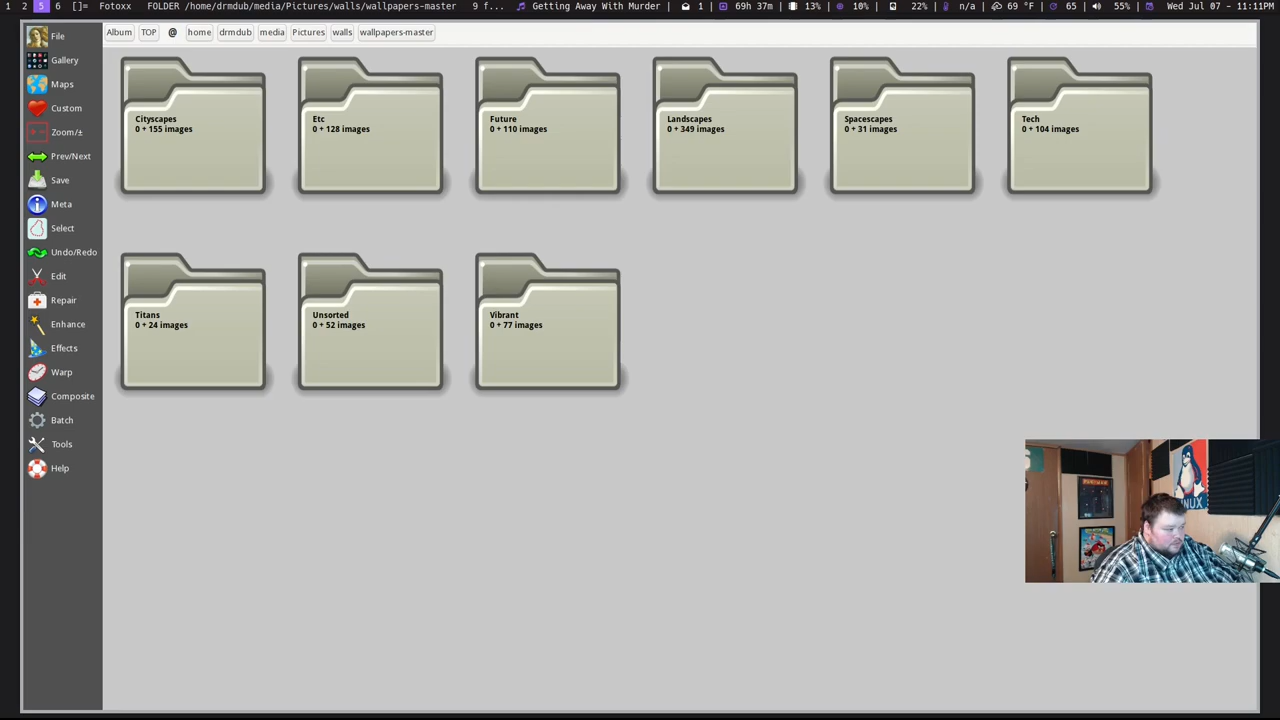 1 2 5 6 []= Fotoxx FOLDER /home/drmdub/media/Pictures/walls/wallpapers-master 9 f... Getting Away With Murder | 1 | 69h 37m | 13% | 10% | 22% | n/a | 69 °F | 65 | 55% | Wed Jul 07 - 11:11PM
File
Gallery
Maps
Custom
Zoom/±
Prev/Next
Save
Meta
Select
Undo/Redo
Edit
Repair
Enhance
Effects
Warp
Composite
Batch
Tools
Help
Album TOP @ home drmdub media Pictures walls wallpapers-master
Cityscapes
0 + 155 images
Etc
0 + 128 images
Future
0 + 110 images
Landscapes
0 + 349 images
Spacescapes
0 + 31 images
Tech
0 + 104 images
Titans
0 + 24 images
Unsorted
0 + 52 images
Vibrant
0 + 77 images